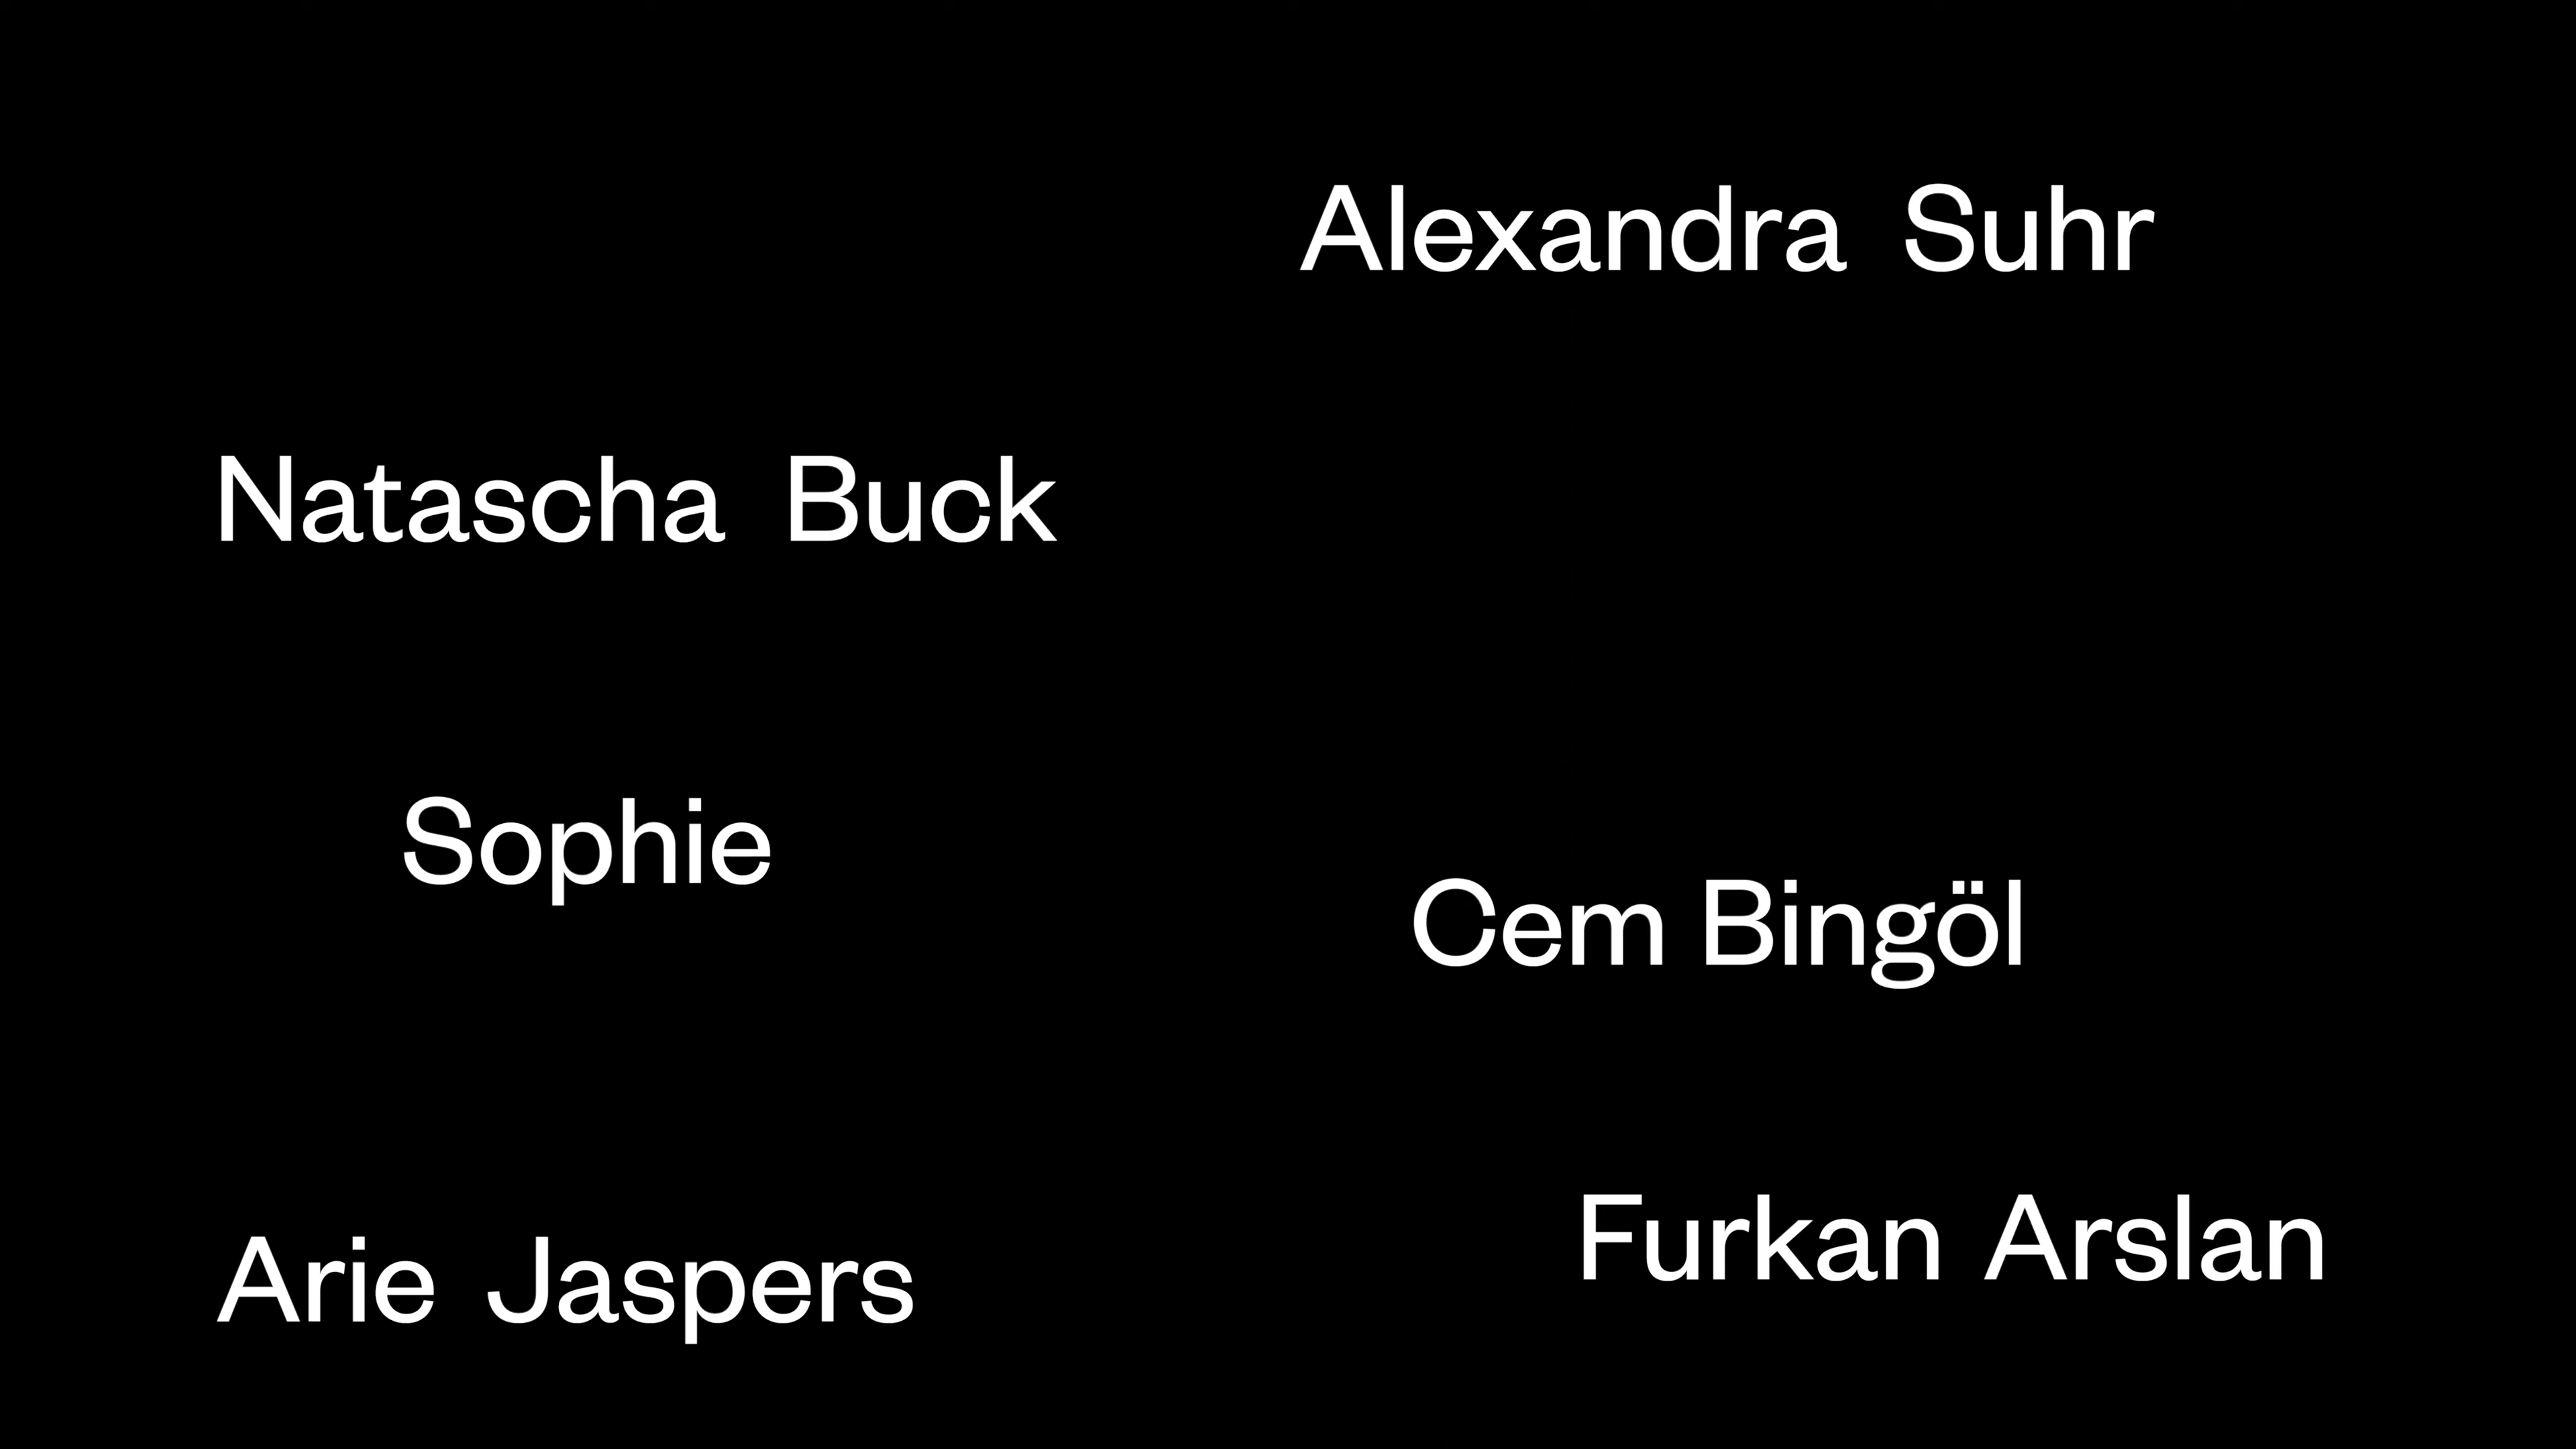 Alexandra Suhr
Natascha Buck
Sophie
Cem Bingöl
Furkan Arslan
Arie Jaspers